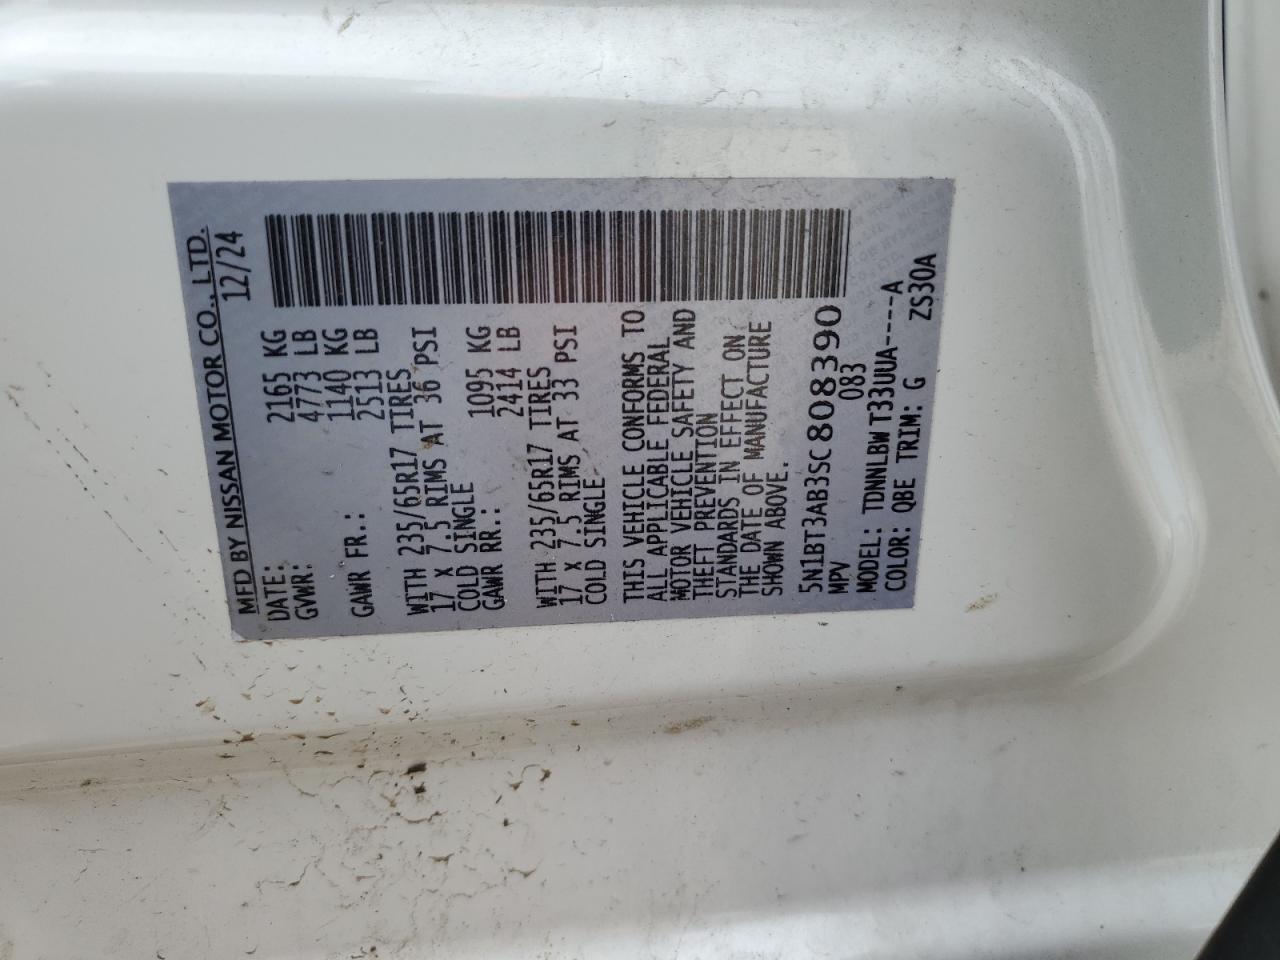 MFD BY NISSAN MOTOR CO., LTD.
DATE: 12/24
GVWR: 2165 KG
4773 LB
GAWR FR.: 1140 KG
2513 LB
WITH 235/65R17 TIRES
17 X 7.5 RIMS AT 36 PSI
COLD SINGLE
GAWR RR.: 1095 KG
2414 LB
WITH 235/65R17 TIRES
17 X 7.5 RIMS AT 33 PSI
COLD SINGLE
THIS VEHICLE CONFORMS TO
ALL APPLICABLE FEDERAL
MOTOR VEHICLE SAFETY AND
THEFT PREVENTION
STANDARDS IN EFFECT ON
THE DATE OF MANUFACTURE
SHOWN ABOVE.
5N1BT3AB3SC808390
MPV 083
MODEL: TDNNLBW T33UUA----A
COLOR: QBE TRIM: G ZS30A